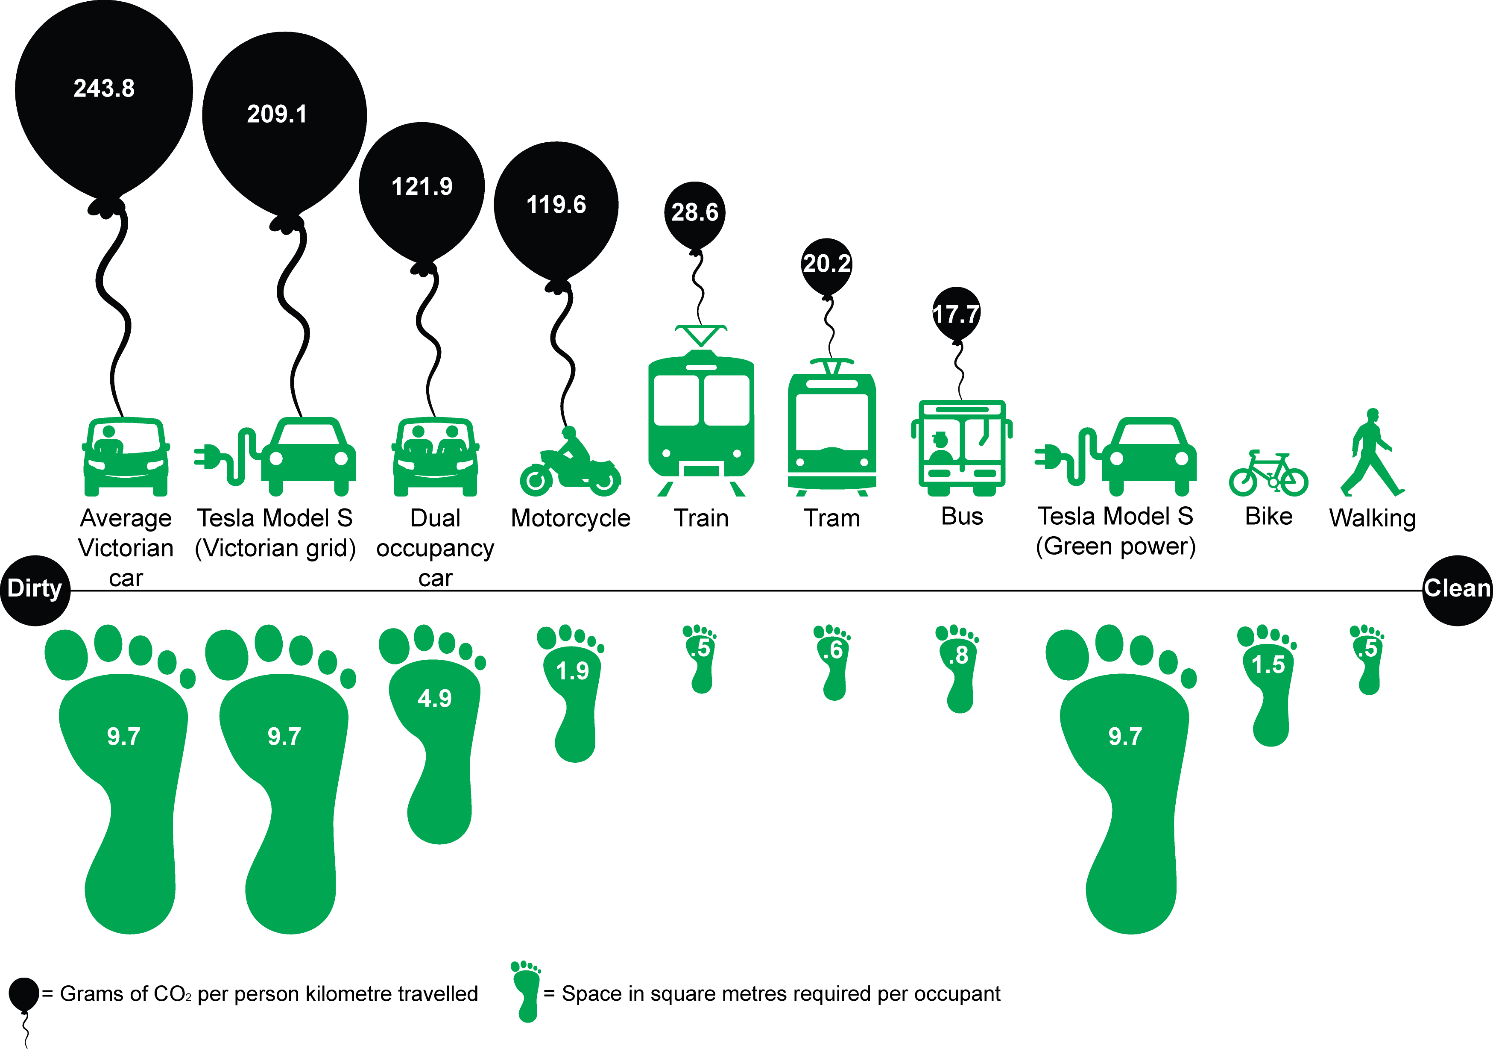 243.8
209.1
121.9
119.6
28.6
20.2
17.7
Average
Victorian
car
Tesla Model S
(Victorian grid)
Dual
occupancy
car
Motorcycle
Train
Tram
Bus
Tesla Model S
(Green power)
Bike
Walking
Dirty
Clean
9.7
9.7
4.9
1.9
.5
.6
.8
9.7
1.5
.5
= Grams of CO₂ per person kilometre travelled
= Space in square metres required per occupant